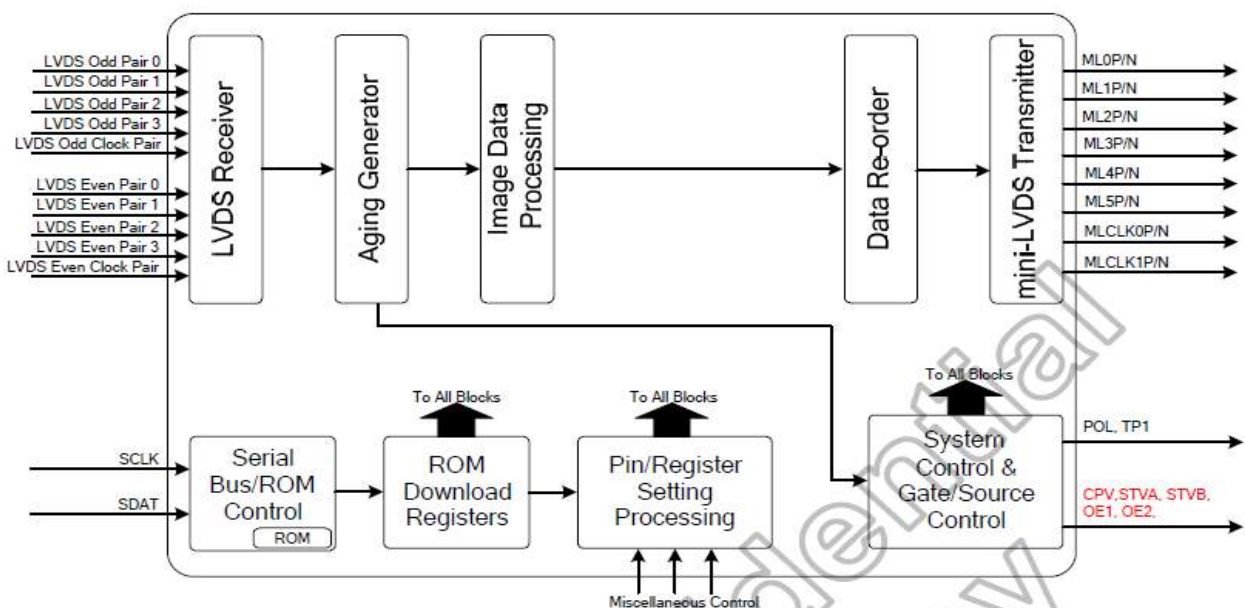 LVDS Odd Pair 0
LVDS Odd Pair 1
LVDS Odd Pair 2
LVDS Odd Pair 3
LVDS Odd Clock Pair
LVDS Even Pair 0
LVDS Even Pair 1
LVDS Even Pair 2
LVDS Even Pair 3
LVDS Even Clock Pair
LVDS Receiver
Aging Generator
Image Data
Processing
Data Re-order
mini-LVDS Transmitter
ML0P/N
ML1P/N
ML2P/N
ML3P/N
ML4P/N
ML5P/N
MLCLK0P/N
MLCLK1P/N
SCLK
SDAT
Serial
Bus/ROM
Control
ROM
To All Blocks
ROM
Download
Registers
To All Blocks
Pin/Register
Setting
Processing
Miscellaneous Control
To All Blocks
System
Control &
Gate/Source
Control
POL, TP1
CPV,STVA, STVB,
OE1, OE2,